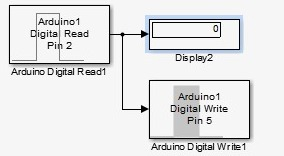 Arduino1
Digital Read
Pin 2
Arduino Digital Read1
0
Display2
Arduino1
Digital Write
Pin 5
Arduino Digital Write1